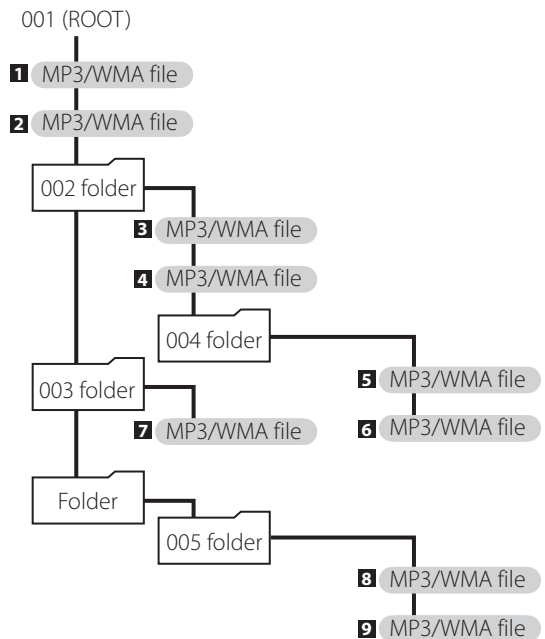 001 (ROOT)
1 MP3/WMA file
2 MP3/WMA file
002 folder
3 MP3/WMA file
4 MP3/WMA file
004 folder
5 MP3/WMA file
003 folder
6 MP3/WMA file
7 MP3/WMA file
Folder
005 folder
8 MP3/WMA file
9 MP3/WMA file